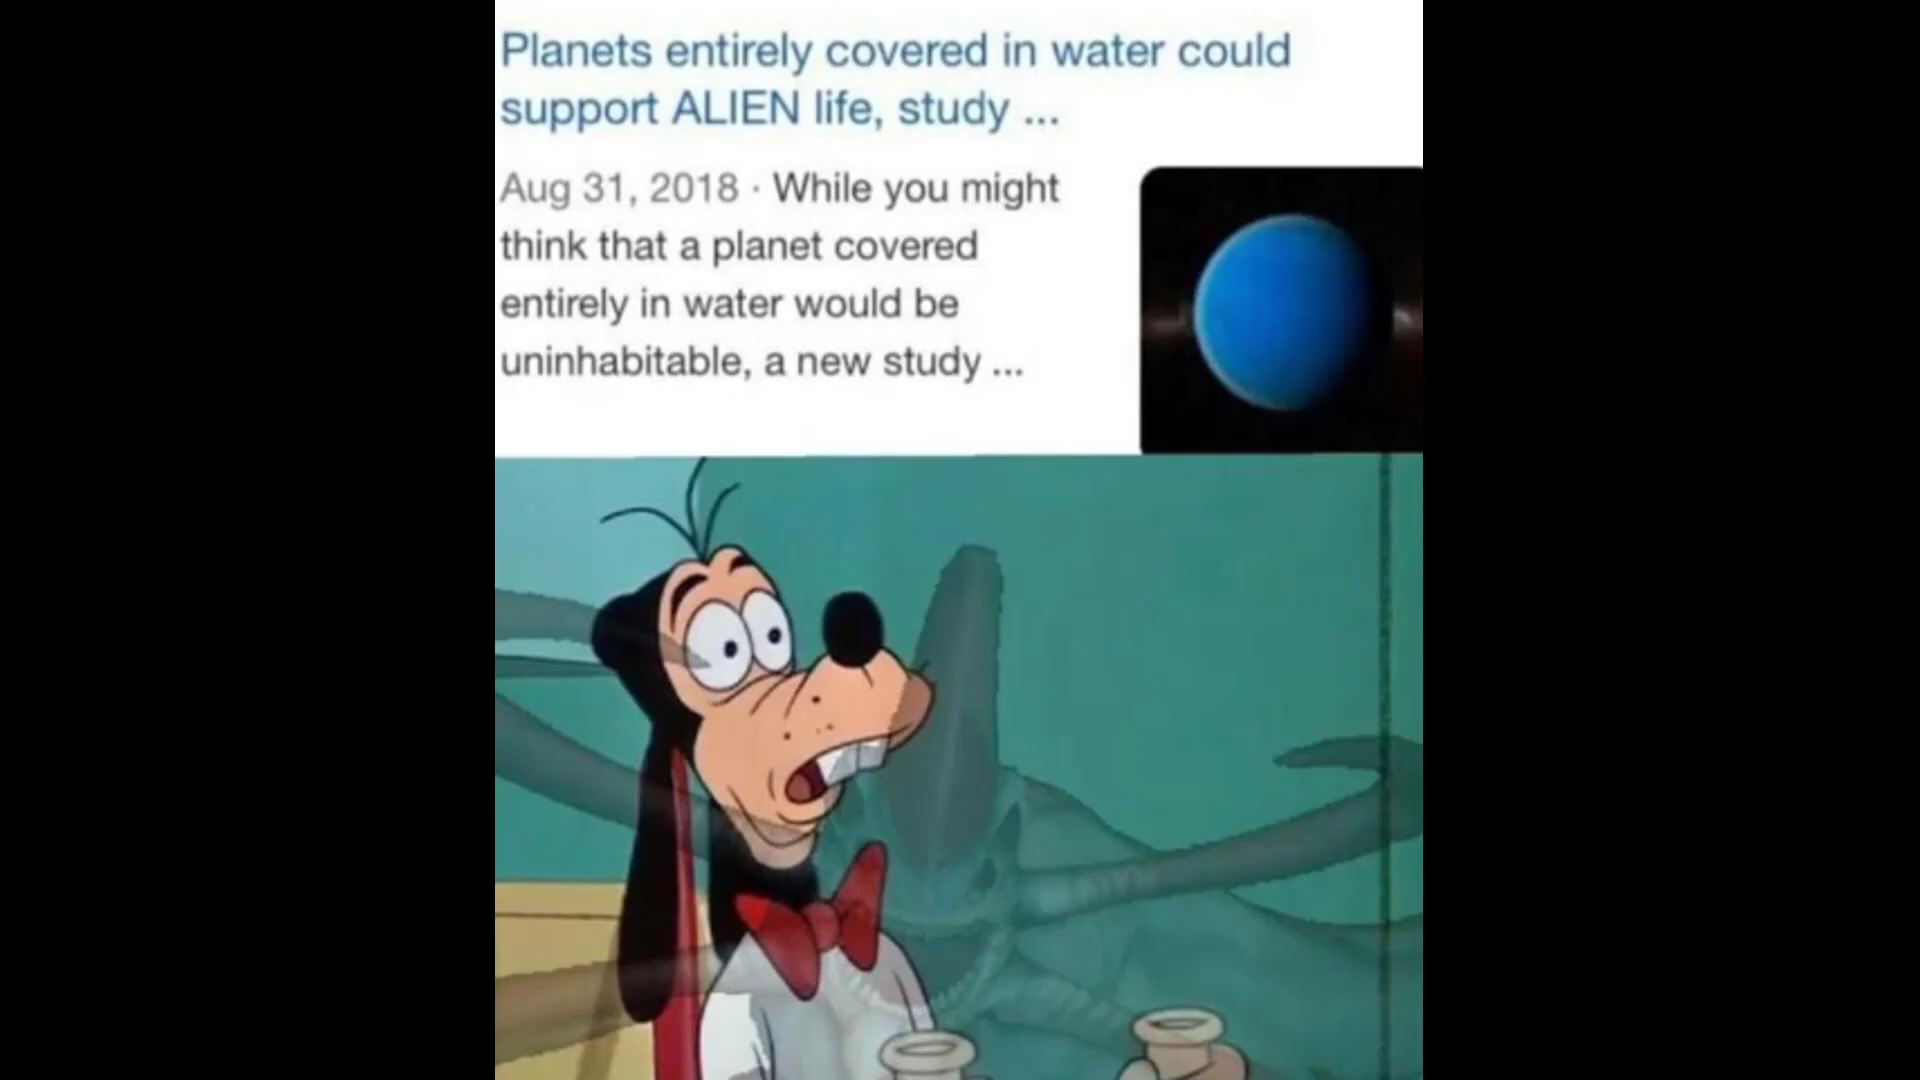 Planets entirely covered in water could
support ALIEN life, study ...
Aug 31, 2018 · While you might
think that a planet covered
entirely in water would be
uninhabitable, a new study ...